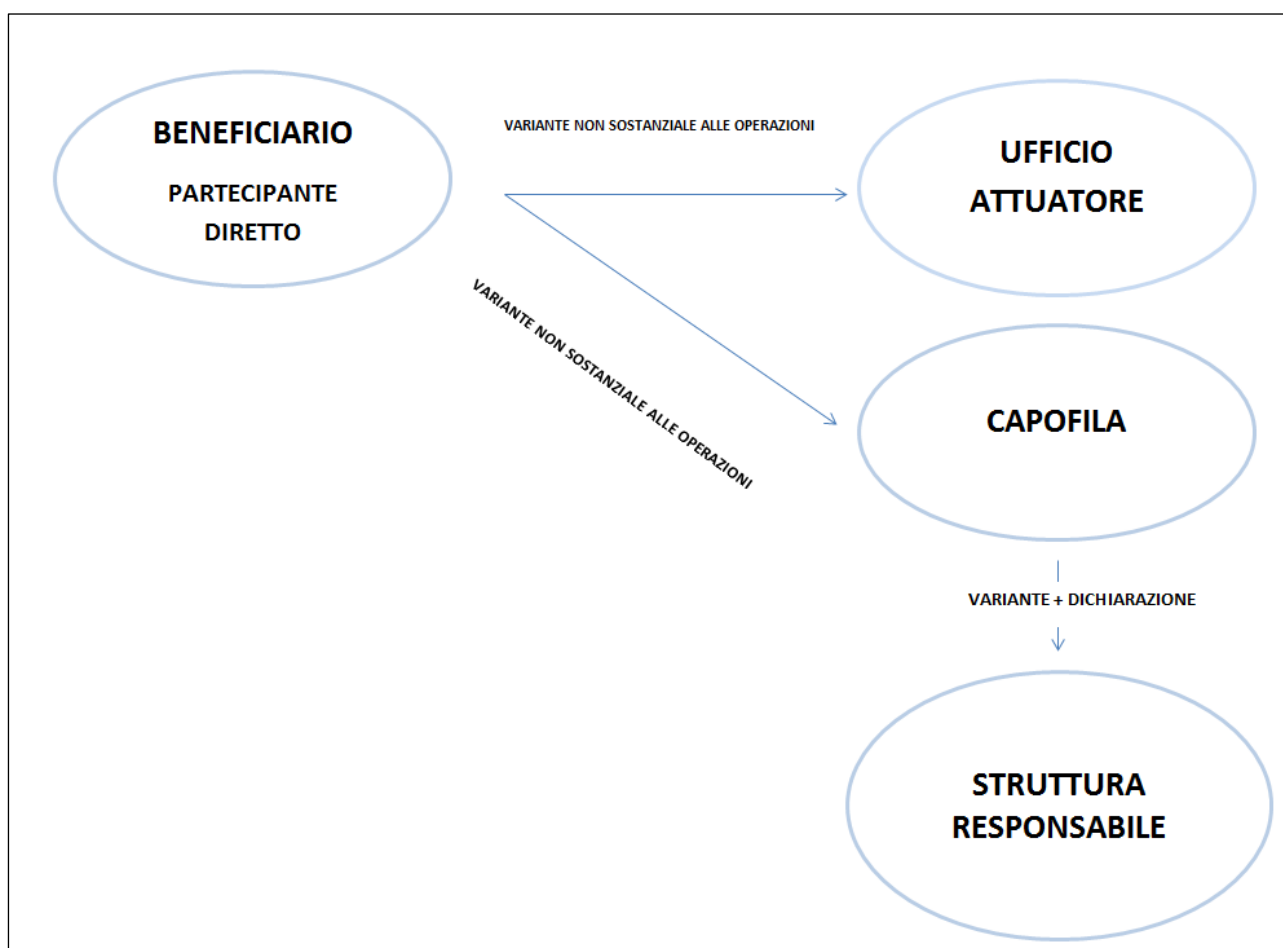 BENEFICIARIO
PARTECIPANTE
DIRETTO
VARIANTE NON SOSTANZIALE ALLE OPERAZIONI
UFFICIO
ATTUATORE
VARIANTE NON SOSTANZIALE ALLE OPERAZIONI
CAPOFILA
VARIANTE + DICHIARAZIONE
STRUTTURA
RESPONSABILE